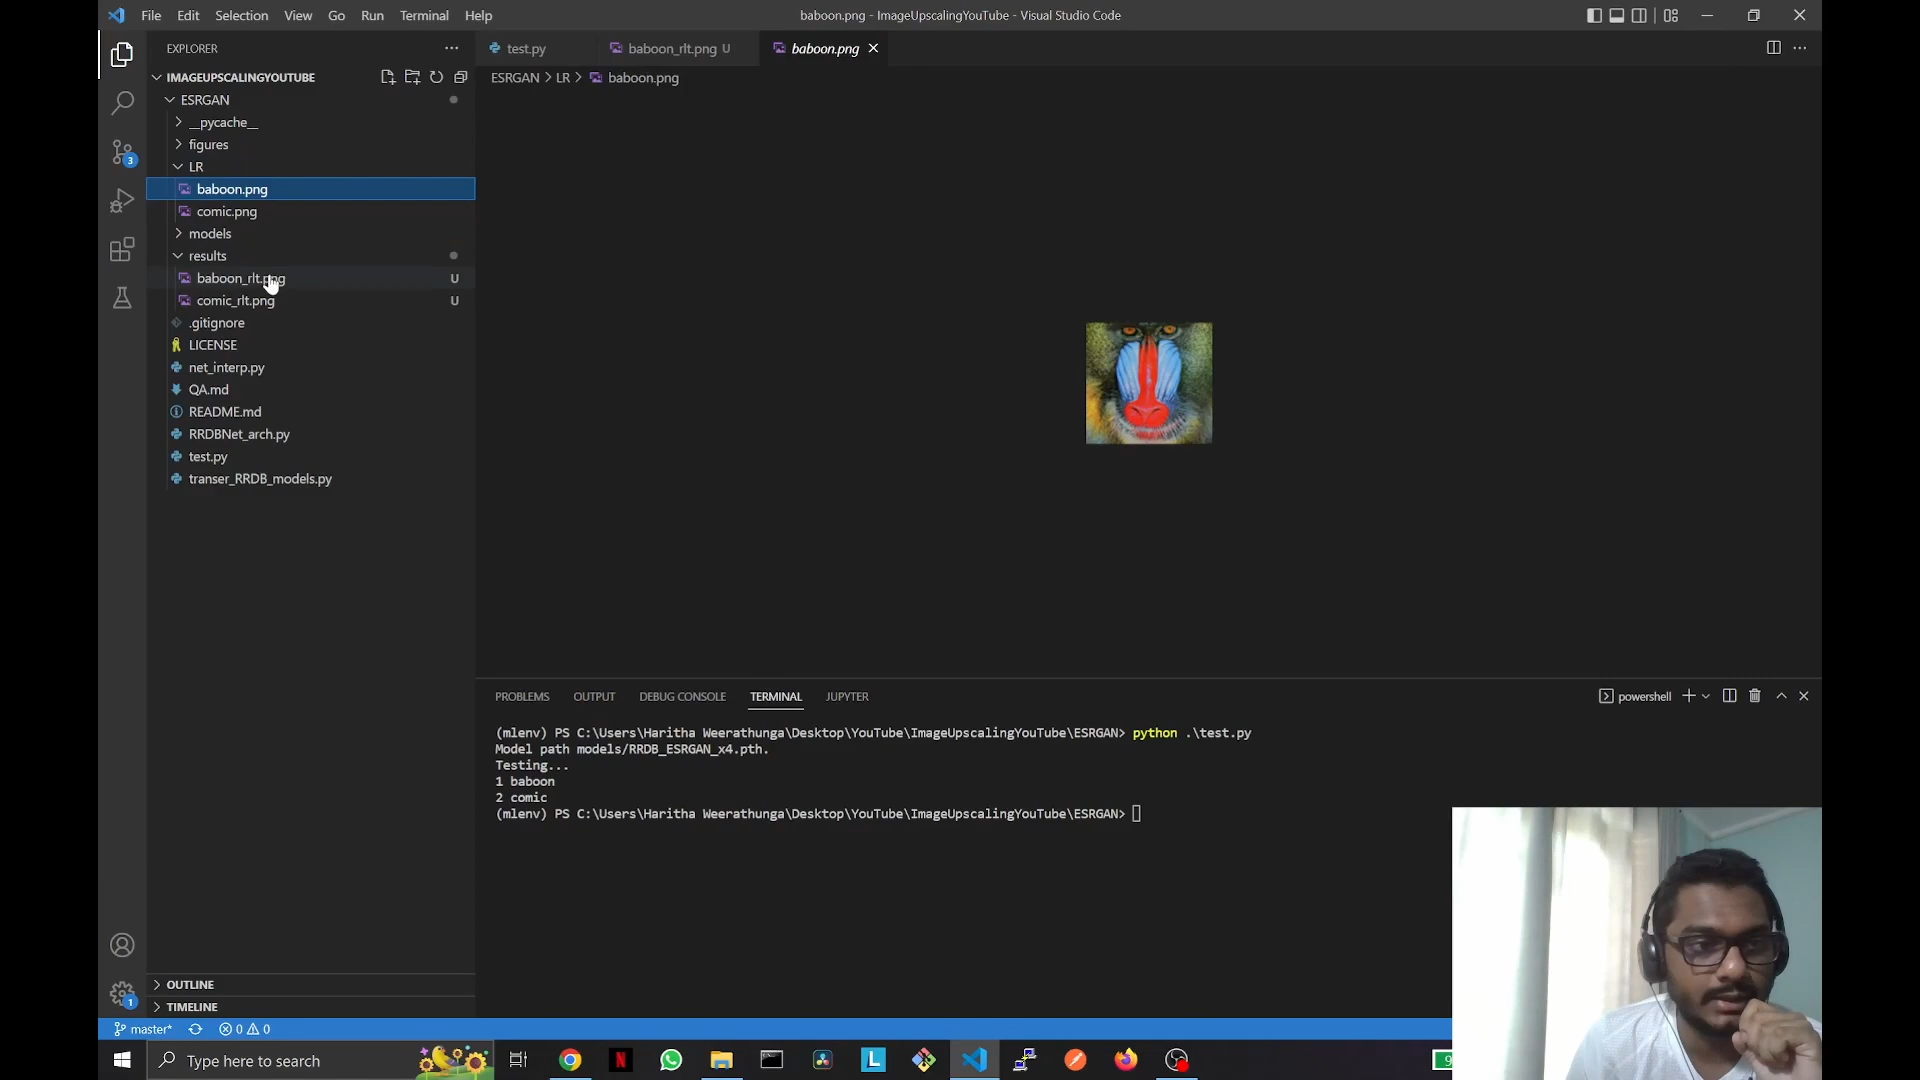 File Edit Selection View Go Run Terminal Help
baboon.png - ImageUpscalingYouTube - Visual Studio Code
EXPLORER
test.py
baboon_rlt.png U
baboon.png
IMAGEUPSCALINGYOUTUBE
ESRGAN > LR > baboon.png
ESRGAN
__pycache__
figures
LR
baboon.png
comic.png
models
results
baboon_rlt.png U
comic_rlt.png U
.gitignore
LICENSE
net_interp.py
QA.md
README.md
RRDBNet_arch.py
test.py
transer_RRDB_models.py
3
PROBLEMS OUTPUT DEBUG CONSOLE TERMINAL JUPYTER
powershell
(mlenv) PS C:\Users\Haritha Weerathunga\Desktop\YouTube\ImageUpscalingYouTube\ESRGAN> python .\test.py
Model path models/RRDB_ESRGAN_x4.pth.
Testing...
1 baboon
2 comic
(mlenv) PS C:\Users\Haritha Weerathunga\Desktop\YouTube\ImageUpscalingYouTube\ESRGAN>
OUTLINE
1
TIMELINE
master* 0 0
Type here to search
N
L
9